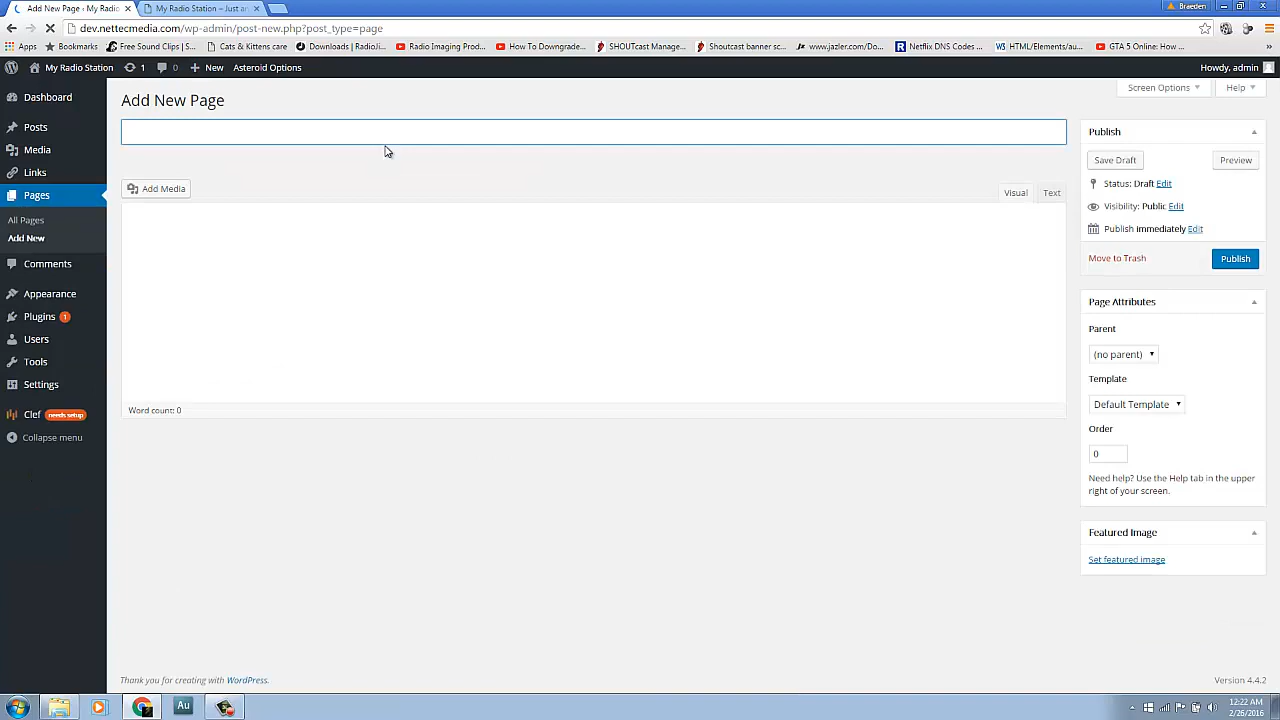 Add New Page ‹ My Radio
My Radio Station – Just an
Braeden
dev.nettecmedia.com/wp-admin/post-new.php?post_type=page
Apps
Bookmarks
Free Sound Clips | S...
Cats & Kittens care
Downloads | RadioJ...
Radio Imaging Prod...
How To Downgrade...
SHOUTcast Manage...
Shoutcast banner sc...
www.jazler.com/Do...
Netflix DNS Codes ...
HTML/Elements/au...
GTA 5 Online: How ...
»
My Radio Station
1
0
New
Asteroid Options
Howdy, admin
Dashboard
Posts
Media
Links
Pages
All Pages
Add New
Comments
Appearance
Plugins 1
Users
Tools
Settings
Clef needs setup
Collapse menu
Screen Options
Help
Add New Page
Add Media
Visual
Text
Word count: 0
Publish
Save Draft
Preview
Status: Draft Edit
Visibility: Public Edit
Publish immediately Edit
Move to Trash
Publish
Page Attributes
Parent
(no parent)
Template
Default Template
Order
0
Need help? Use the Help tab in the upper
right of your screen.
Featured Image
Set featured image
Thank you for creating with WordPress.
Version 4.4.2
Au
12:22 AM
2/26/2016